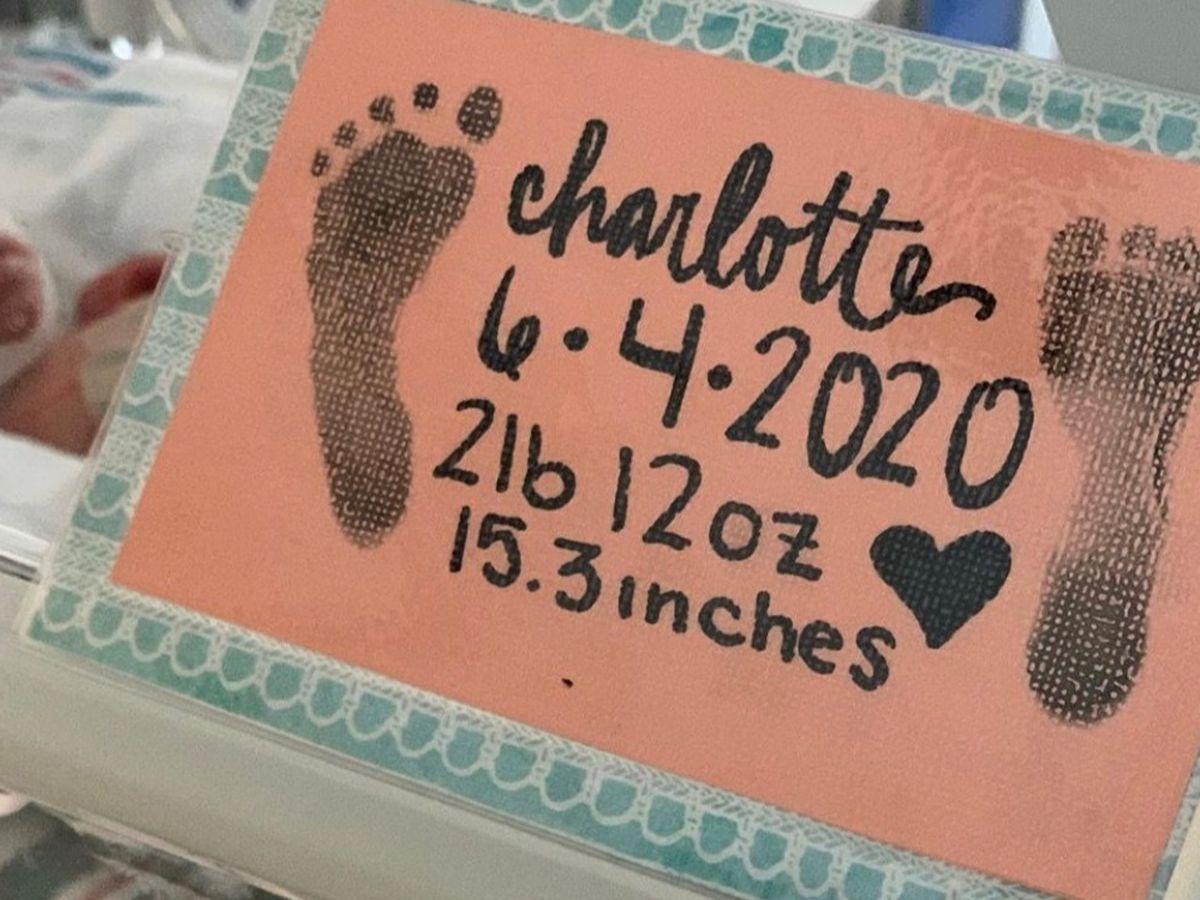 charlotte
6.4.2020
2lb 12oz
15.3 inches